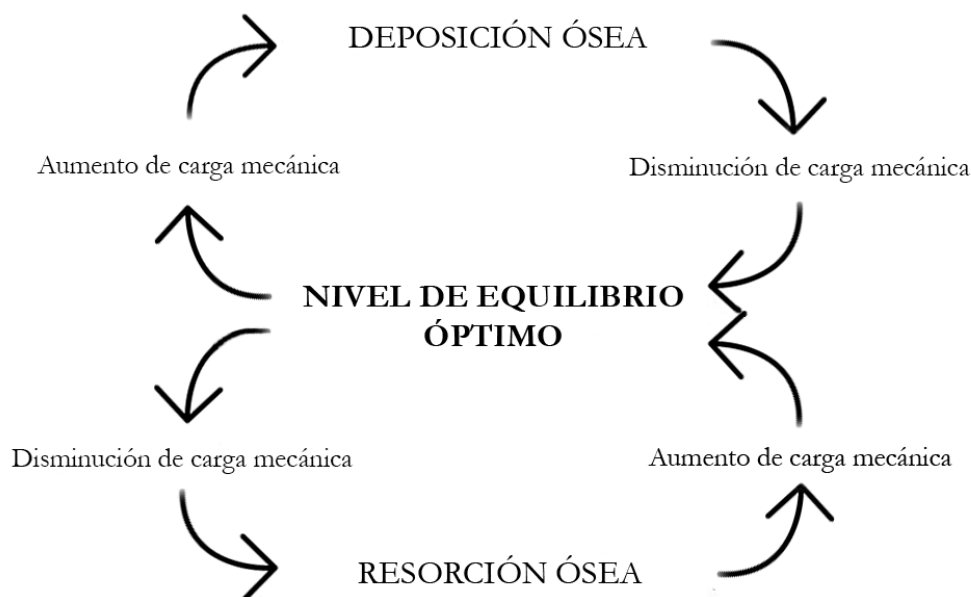 DEPOSICIÓN ÓSEA
Aumento de carga mecánica
Disminución de carga mecánica
NIVEL DE EQUILIBRIO
ÓPTIMO
Disminución de carga mecánica
Aumento de carga mecánica
RESORCIÓN ÓSEA